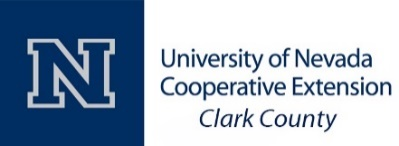 N
University of Nevada
Cooperative Extension
Clark County